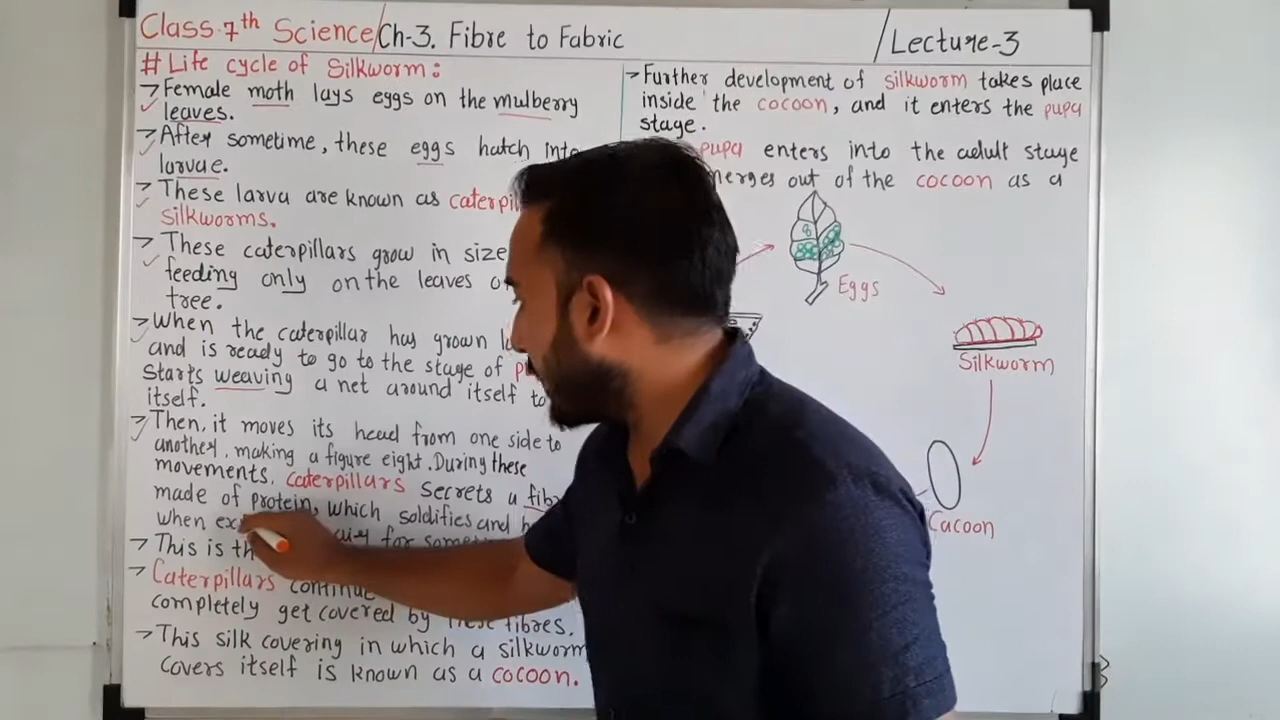 Class 7th Science/Ch-3. Fibre to Fabric /Lecture-3
# Life cycle of Silkworm:
→ Female moth lays eggs on the mulberry
leaves.
→ After sometime, these eggs hatch into
larvae.
→ These larva are known as
silkworms.
→ These caterpillars grow in size
feeding only on the leaves
tree.
→ When the caterpillar has grown
and is ready to go to the stage of
starts weaving a net around itself to
itself.
→ Then, it moves its head from one side to
another, making a figure eight. During these
movements, caterpillars secrets a
made of protein, which soldifies and
when for
→ This is
→ Caterpillars
completely get covered by these fibres.
→ This silk covering in which a silkworm
covers itself is known as a cocoon.
→ Further development of silkworm takes place
inside the cocoon, and it enters the pupa
stage.
pupa enters into the adult stage
out of the cocoon as a
Eggs
Silkworm
Cacoon